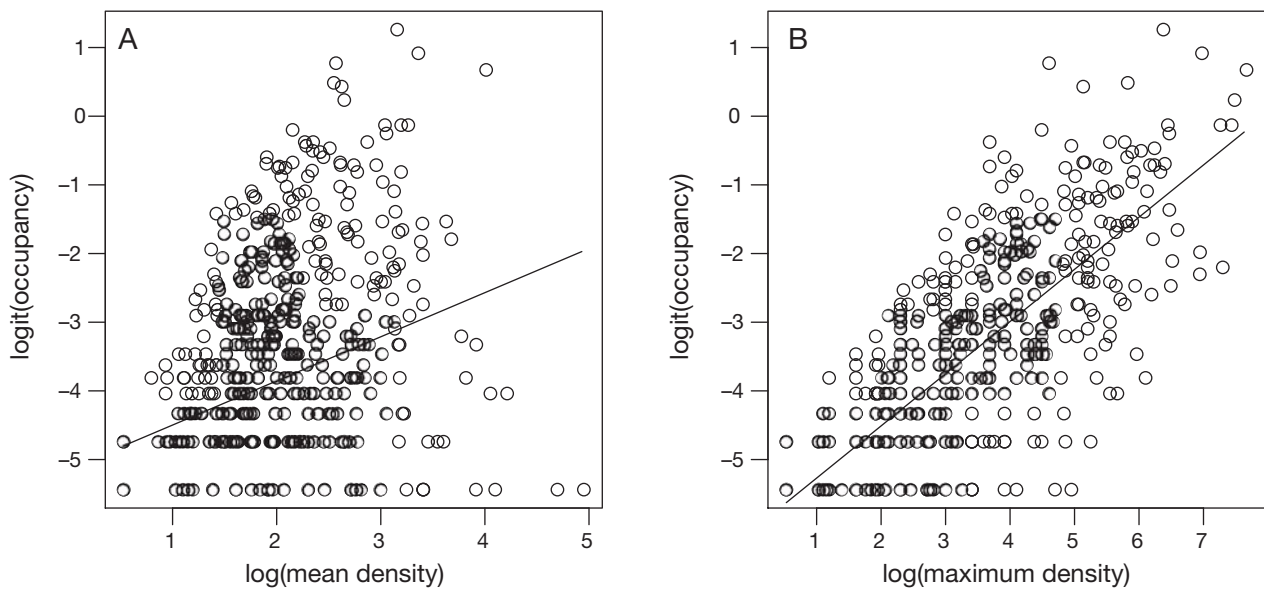 A
B
1
0
−1
−2
−3
−4
−5
logit(occupancy)
1 2 3 4 5
log(mean density)
1
0
−1
−2
−3
−4
−5
logit(occupancy)
1 2 3 4 5 6 7
log(maximum density)